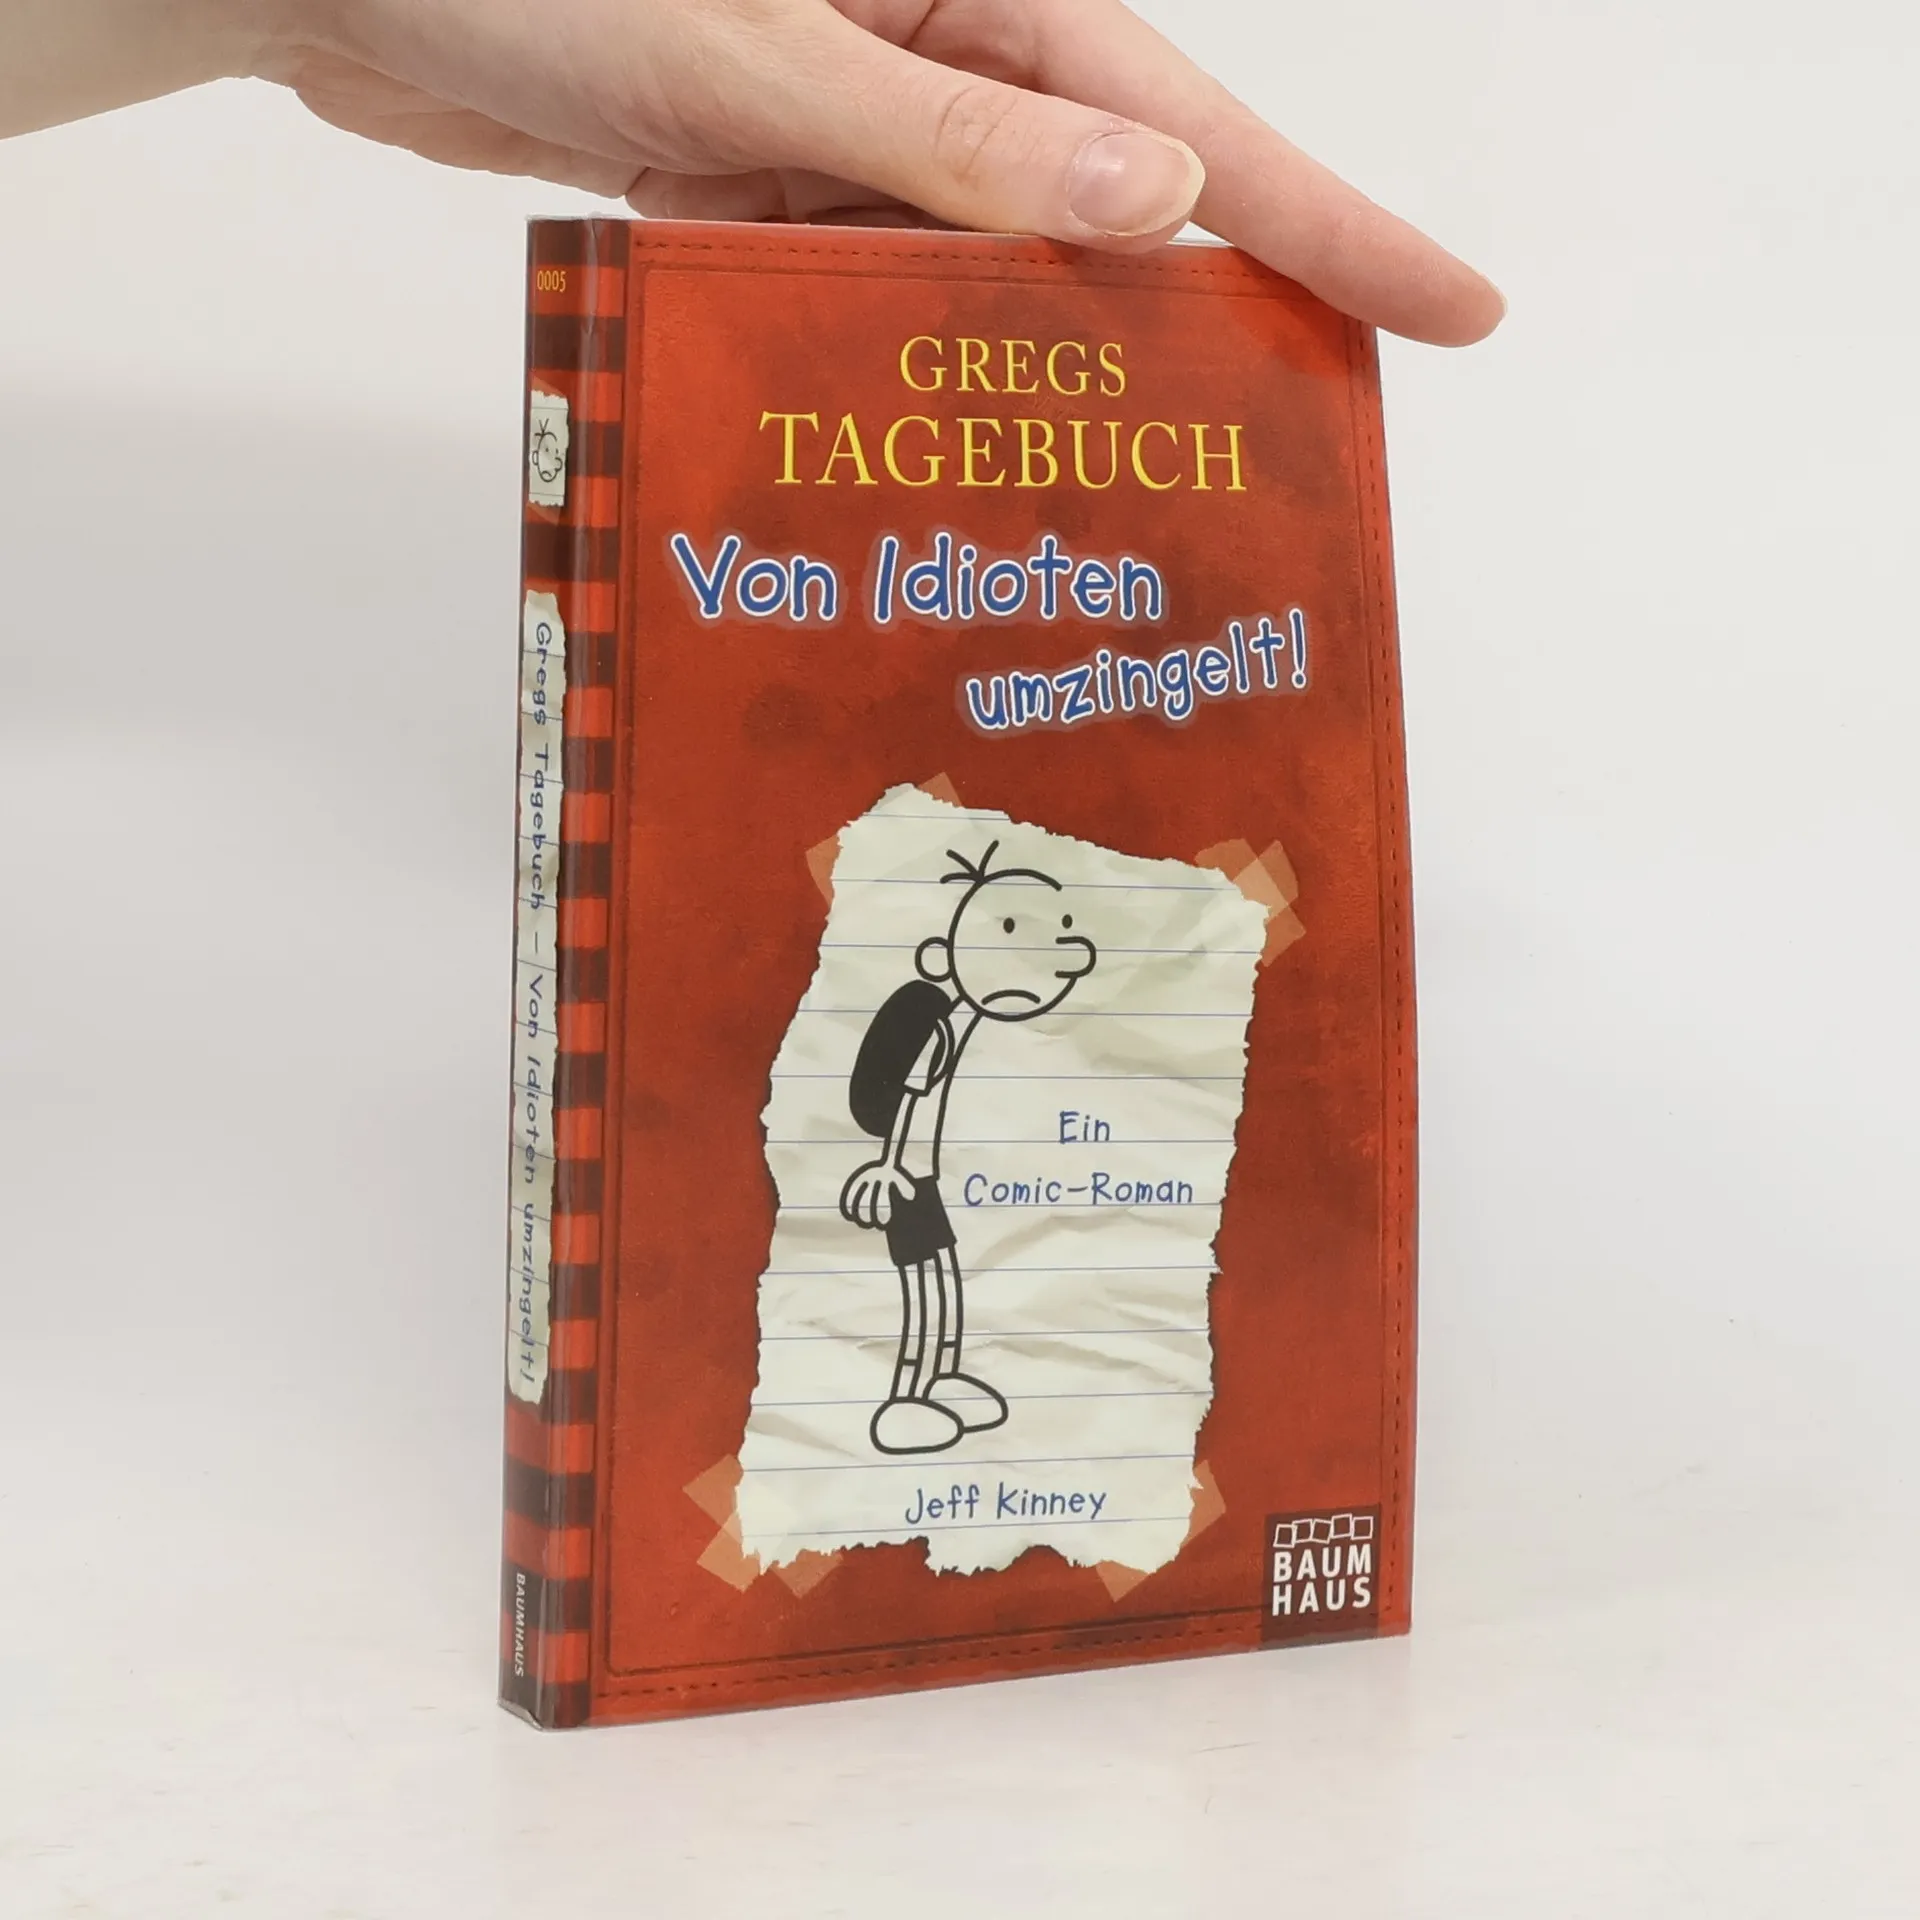 0005
Gregs Tagebuch – Von Idioten umzingelt!
BAUMHAUS
GREGS
TAGEBUCH
Von Idioten
umzingelt!
Ein
Comic-Roman
Jeff Kinney
BAUM
HAUS